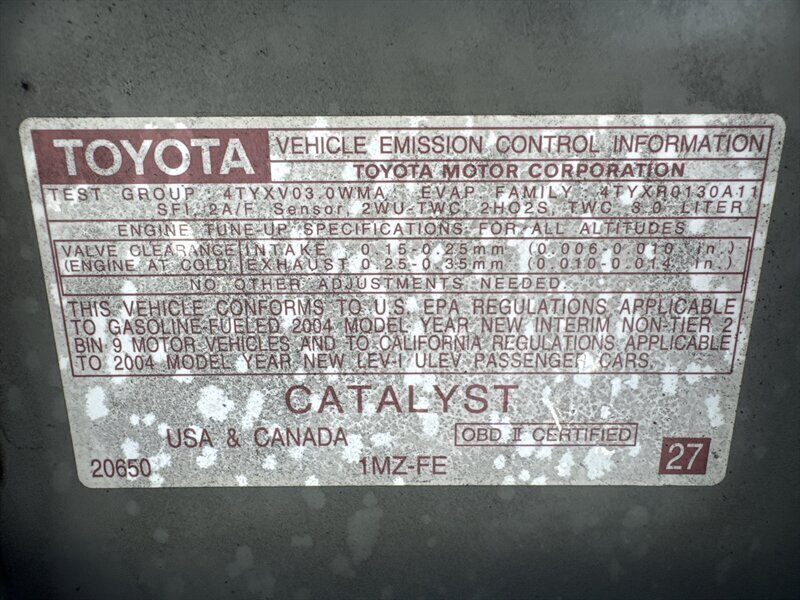 TOYOTA
VEHICLE EMISSION CONTROL INFORMATION
TOYOTA MOTOR CORPORATION
TEST GROUP : 4TYXV03.0WMA, EVAP FAMILY : 4TYXR0130A11
SFI, 2A/F Sensor, 2WU-TWC, 2HO2S, TWC, 3.0 LITER
ENGINE TUNE-UP SPECIFICATIONS FOR ALL ALTITUDES
VALVE CLEARANCE INTAKE 0.15-0.25mm (0.006-0.010 in.)
(ENGINE AT COLD) EXHAUST 0.25-0.35mm (0.010-0.014 in.)
NO OTHER ADJUSTMENTS NEEDED.
THIS VEHICLE CONFORMS TO U.S. EPA REGULATIONS APPLICABLE
TO GASOLINE-FUELED 2004 MODEL YEAR NEW INTERIM NON-TIER 2
BIN 9 MOTOR VEHICLES AND TO CALIFORNIA REGULATIONS APPLICABLE
TO 2004 MODEL YEAR NEW LEV-I ULEV PASSENGER CARS.
CATALYST
USA & CANADA OBD II CERTIFIED
20650 1MZ-FE 27